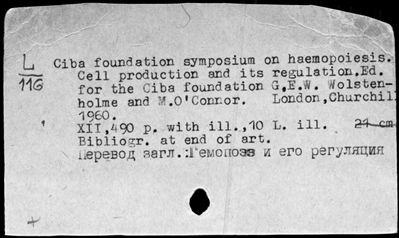 L
116
Ciba foundation symposium on haemopoiesis.
Cell production and its regulation.Ed.
for the Ciba foundation G.E.W. Wolsten-
holme and M.O'Connor. London,Churchill
1960.
XII,490 p. with ill.,10 L. ill. 21 cm
Bibliogr. at end of art.
Перевод загл.:Гемопоэз и его регуляция